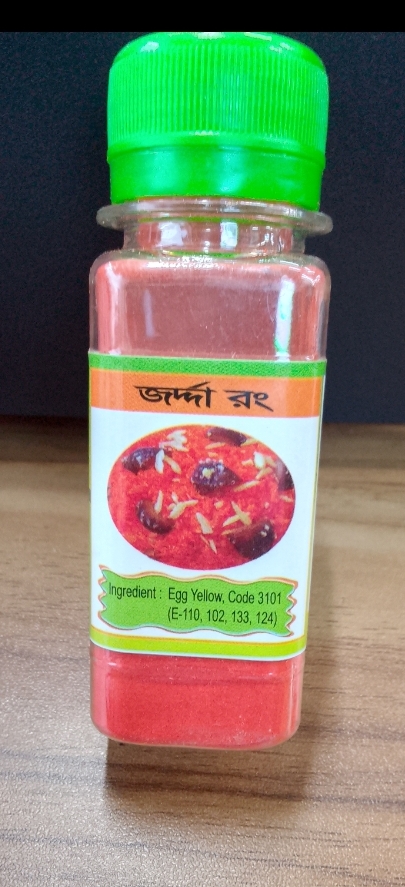 জর্দ্দা রং
Ingredient : Egg Yellow, Code 3101
(E-110, 102, 133, 124)